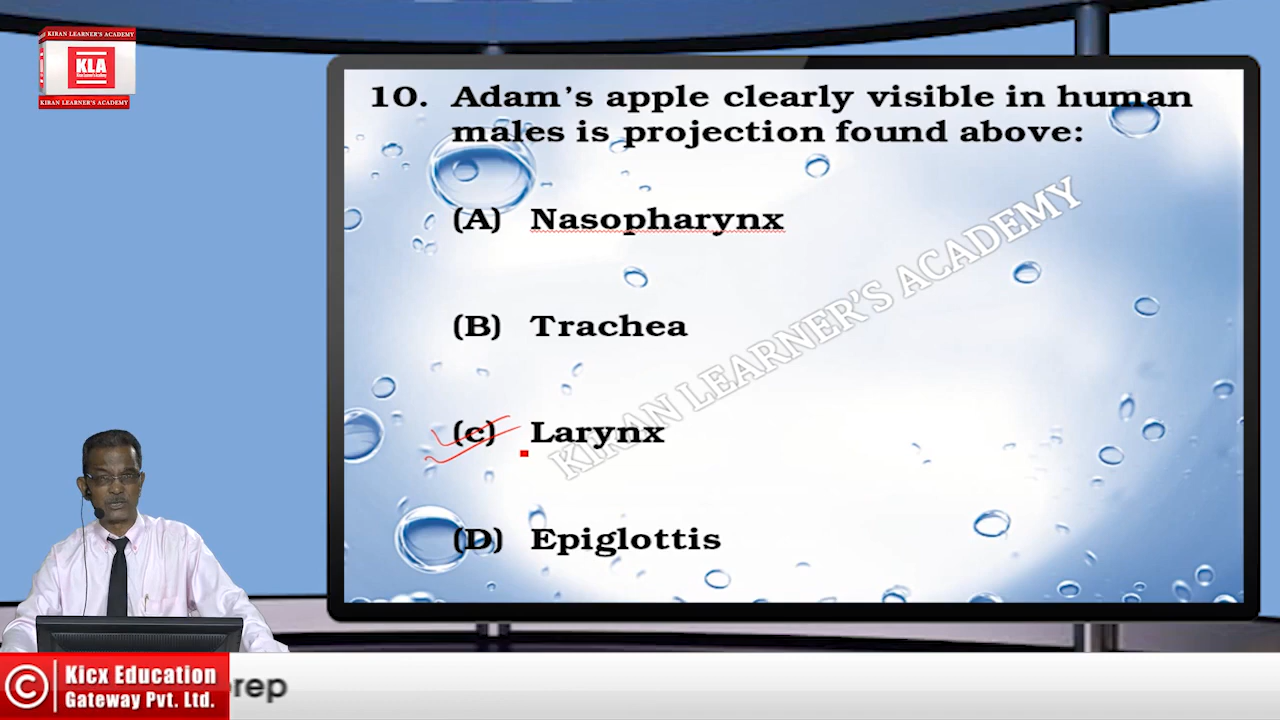 KIRAN LEARNER'S ACADEMY
KLA
KIRAN LEARNER'S ACADEMY
10. Adam's apple clearly visible in human
males is projection found above:
(A) Nasopharynx
(B) Trachea
(c) Larynx
(D) Epiglottis
KIRAN LEARNER'S ACADEMY
© Kicx Education
Gateway Pvt. Ltd.
rep